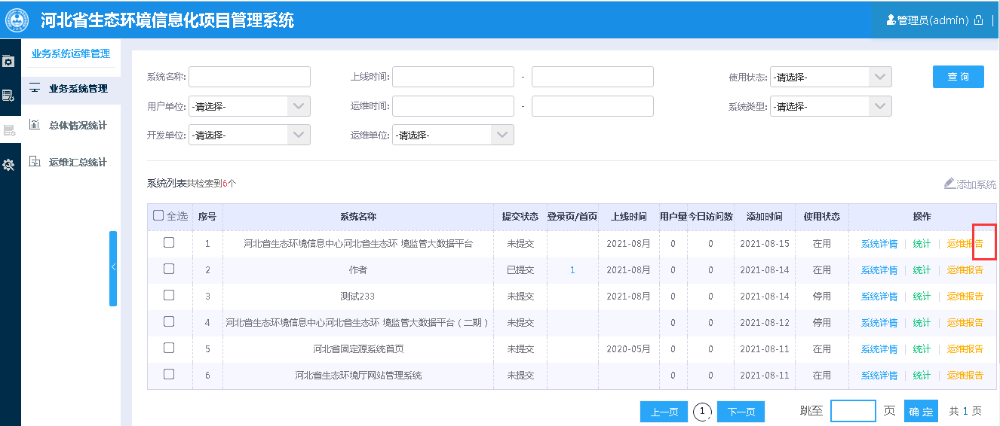 河北省生态环境信息化项目管理系统
管理员(admin)
业务系统运维管理
业务系统管理
总体情况统计
运维汇总统计
系统名称: 上线时间: - 使用状态: -请选择- 查 询
用户单位: -请选择- 运维时间: - 系统类型: -请选择-
开发单位: -请选择- 运维单位: -请选择-
系统列表共检索到6个 添加系统
全选 序号 系统名称 提交状态 登录页/首页 上线时间 用户量 今日访问数 添加时间 使用状态 操作
1 河北省生态环境信息中心河北省生态环 境监管大数据平台 未提交 2021-08月 0 0 2021-08-15 在用 系统详情 统计 运维报告
2 作者 已提交 1 2021-08月 0 0 2021-08-14 在用 系统详情 统计 运维报告
3 测试233 未提交 2021-08月 0 0 2021-08-14 停用 系统详情 统计 运维报告
4 河北省生态环境信息中心河北省生态环 境监管大数据平台（二期） 未提交 0 0 2021-08-12 停用 系统详情 统计 运维报告
5 河北省固定源系统首页 未提交 2020-05月 0 0 2021-08-11 在用 系统详情 统计 运维报告
6 河北省生态环境厅网站管理系统 未提交 0 0 2021-08-11 在用 系统详情 统计 运维报告
上一页 1 下一页 跳至 页 确 定 共 1 页